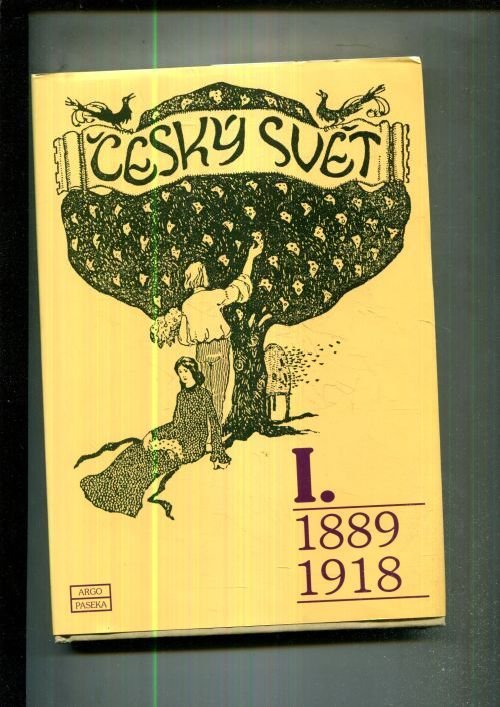 ČESKÝ SVĚT
I.
1889
1918
ARGO
PASEKA